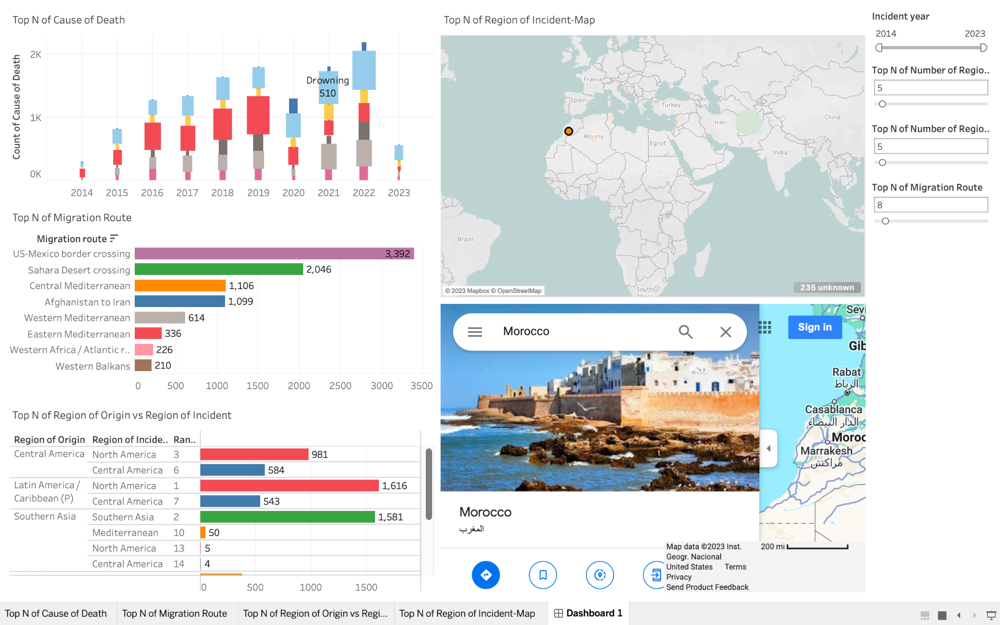 Top N of Cause of Death
Count of Cause of Death
2K
1K
0K
Drowning
510
2014 2015 2016 2017 2018 2019 2020 2021 2022 2023
Top N of Migration Route
Migration route
US-Mexico border crossing 3,392
Sahara Desert crossing 2,046
Central Mediterranean 1,106
Afghanistan to Iran 1,099
Western Mediterranean 614
Eastern Mediterranean 336
Western Africa / Atlantic r.. 226
Western Balkans 210
0 500 1000 1500 2000 2500 3000 3500
Top N of Region of Origin vs Region of Incident
Region of Origin Region of Incide.. Ran..
Central America North America 3 981
Central America 6 584
Latin America / North America 1 1,616
Caribbean (P) Central America 7 543
Southern Asia Southern Asia 2 1,581
Mediterranean 10 50
North America 13 5
Central America 14 4
0 500 1000 1500
Top N of Region of Incident-Map
France
Spain
Turkey
Iran
China
Algeria
Egypt
India
Ind
Brazil
South
Africa
© 2023 Mapbox © OpenStreetMap
235 unknown
Morocco
Sign in
Sevi
Gib
Rabat
الرباط
Casablanca
الدار البيضاء
Moroc
Marrakesh
مراكش
Morocco
المغرب
Map data ©2023 Inst.
Geogr. Nacional
United States Terms
Privacy
Send Product Feedback
200 mi
Incident year
2014 2023
Top N of Number of Regio..
5
Top N of Number of Regio..
5
Top N of Migration Route
8
Top N of Cause of Death
Top N of Migration Route
Top N of Region of Origin vs Regi...
Top N of Region of Incident-Map
Dashboard 1